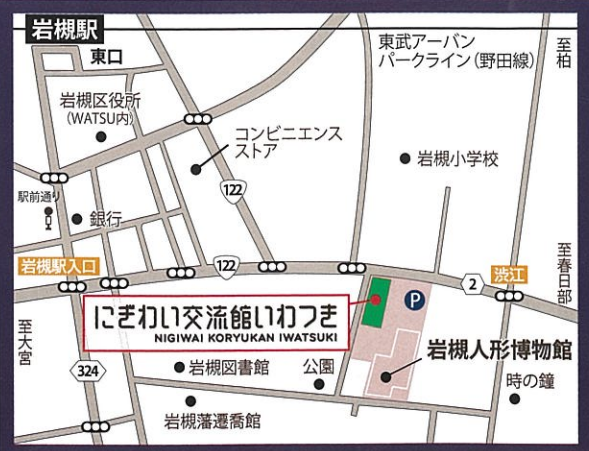 岩槻駅
東口
東武アーバン
パークライン(野田線)
至柏
岩槻区役所
(WATSU内)
コンビニエンス
ストア
岩槻小学校
122
駅前通り
銀行
至春日部
岩槻駅入口
122
2
渋江
P
にぎわい交流館いわつき
NIGIWAI KORYUKAN IWATSUKI
至大宮
岩槻人形博物館
324
岩槻図書館
公園
時の鐘
岩槻藩遷喬館